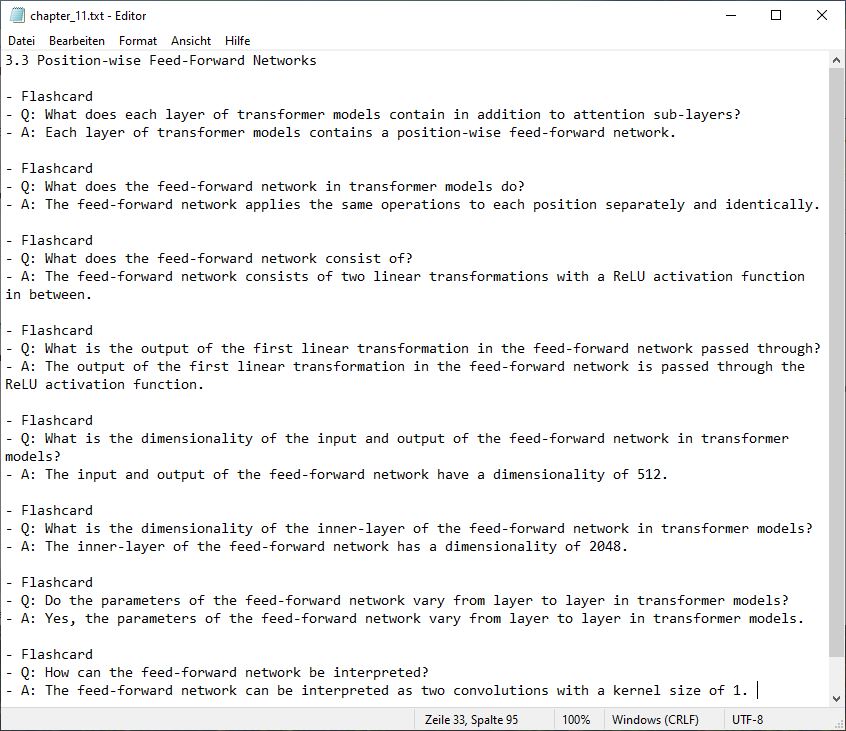 chapter_11.txt - Editor
Datei Bearbeiten Format Ansicht Hilfe
3.3 Position-wise Feed-Forward Networks
- Flashcard
- Q: What does each layer of transformer models contain in addition to attention sub-layers?
- A: Each layer of transformer models contains a position-wise feed-forward network.
- Flashcard
- Q: What does the feed-forward network in transformer models do?
- A: The feed-forward network applies the same operations to each position separately and identically.
- Flashcard
- Q: What does the feed-forward network consist of?
- A: The feed-forward network consists of two linear transformations with a ReLU activation function
in between.
- Flashcard
- Q: What is the output of the first linear transformation in the feed-forward network passed through?
- A: The output of the first linear transformation in the feed-forward network is passed through the
ReLU activation function.
- Flashcard
- Q: What is the dimensionality of the input and output of the feed-forward network in transformer
models?
- A: The input and output of the feed-forward network have a dimensionality of 512.
- Flashcard
- Q: What is the dimensionality of the inner-layer of the feed-forward network in transformer models?
- A: The inner-layer of the feed-forward network has a dimensionality of 2048.
- Flashcard
- Q: Do the parameters of the feed-forward network vary from layer to layer in transformer models?
- A: Yes, the parameters of the feed-forward network vary from layer to layer in transformer models.
- Flashcard
- Q: How can the feed-forward network be interpreted?
- A: The feed-forward network can be interpreted as two convolutions with a kernel size of 1.
Zeile 33, Spalte 95 100% Windows (CRLF) UTF-8